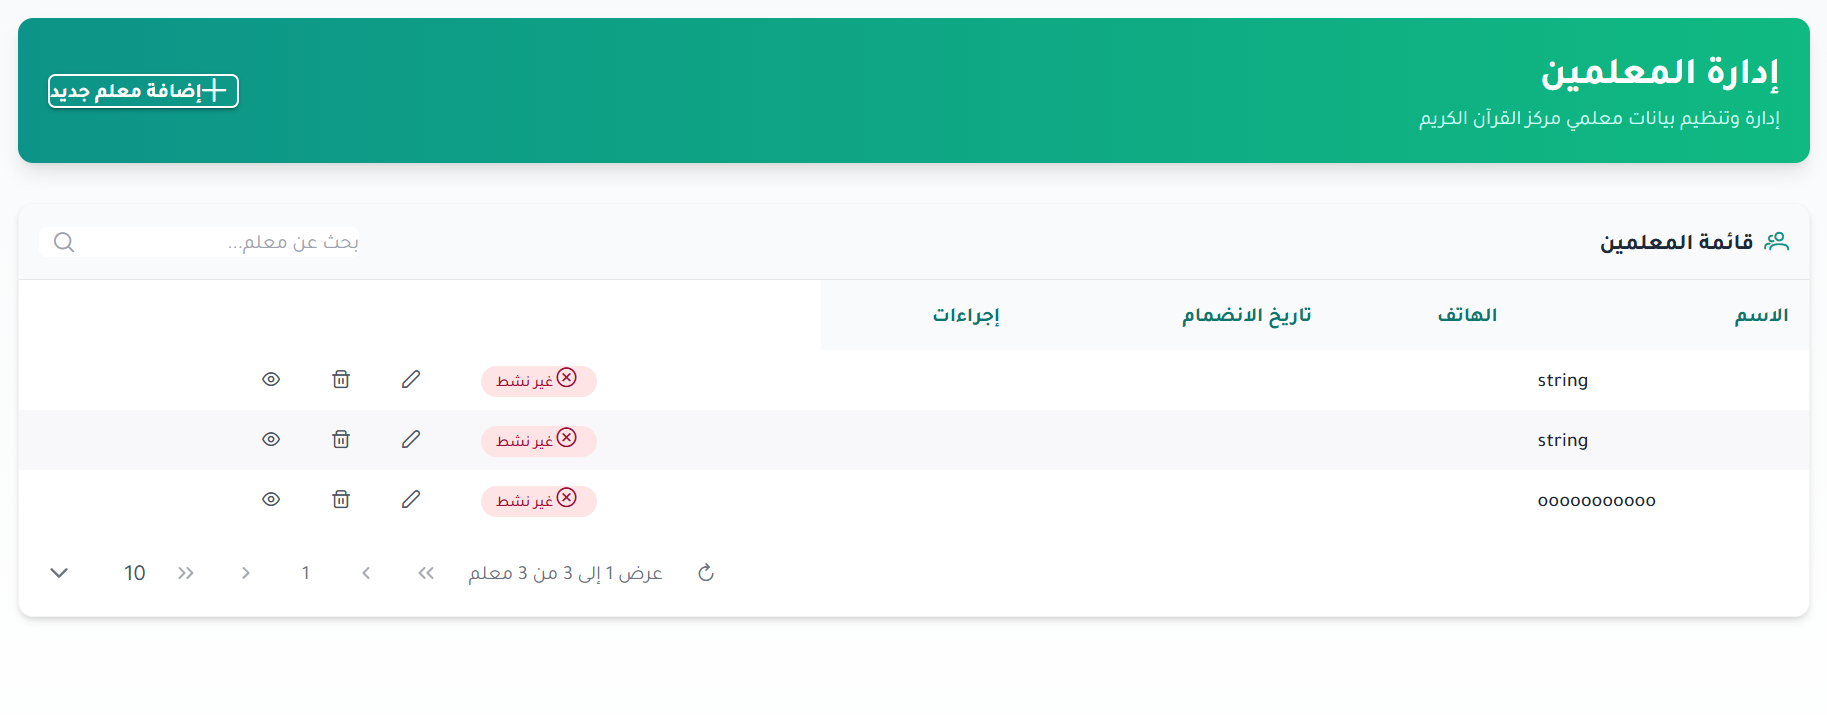 إدارة المعلمين
إدارة وتنظيم بيانات معلمي مركز القرآن الكريم
إضافة معلم جديد
قائمة المعلمين
بحث عن معلم...
الاسم الهاتف تاريخ الانضمام إجراءات
string غير نشط
string غير نشط
ooooooooooo غير نشط
عرض 1 إلى 3 من 3 معلم 1 10